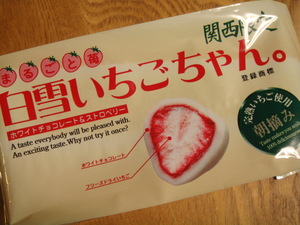 関西
まるごと苺
白雪いちごちゃん。
登録商標
ホワイトチョコレート&ストロベリー
A taste everybody will be pleased with.
An exciting taste.Why not try it once?
ホワイトチョコレート
フリーズドライいちご
完熟いちご使用
朝摘み